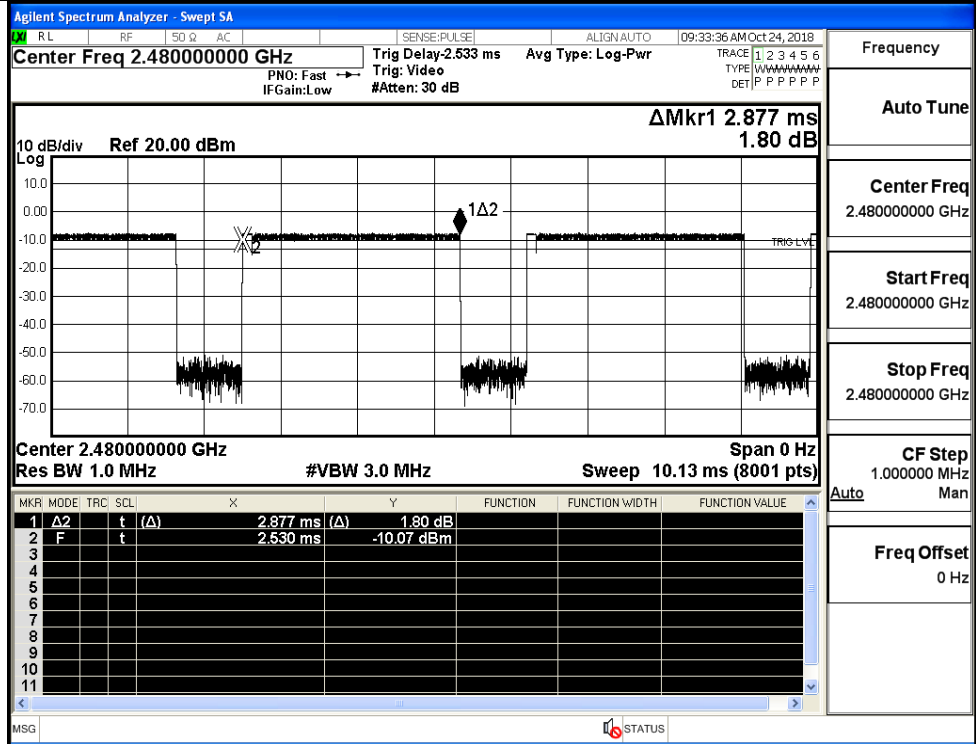 Agilent Spectrum Analyzer - Swept SA
LXI RL RF 50 Ω AC SENSE:PULSE ALIGN AUTO 09:33:36 AM Oct 24, 2018
Center Freq 2.480000000 GHz
PNO: Fast
IFGain:Low
Trig Delay-2.533 ms
Trig: Video
#Atten: 30 dB
Avg Type: Log-Pwr
TRACE 1 2 3 4 5 6
TYPE WWWWWW
DET P P P P P P
ΔMkr1 2.877 ms
1.80 dB
10 dB/div
Log
Ref 20.00 dBm
10.0
0.00
-10.0
-20.0
-30.0
-40.0
-50.0
-60.0
-70.0
1Δ2
2
TRIG LVL
Center 2.480000000 GHz Span 0 Hz
Res BW 1.0 MHz #VBW 3.0 MHz Sweep 10.13 ms (8001 pts)
MKR MODE TRC SCL X Y FUNCTION FUNCTION WIDTH FUNCTION VALUE
1 Δ2 t (Δ) 2.877 ms (Δ) 1.80 dB
2 F t 2.530 ms -10.07 dBm
3
4
5
6
7
8
9
10
11
MSG STATUS
Frequency
Auto Tune
Center Freq
2.480000000 GHz
Start Freq
2.480000000 GHz
Stop Freq
2.480000000 GHz
CF Step
1.000000 MHz
Auto Man
Freq Offset
0 Hz